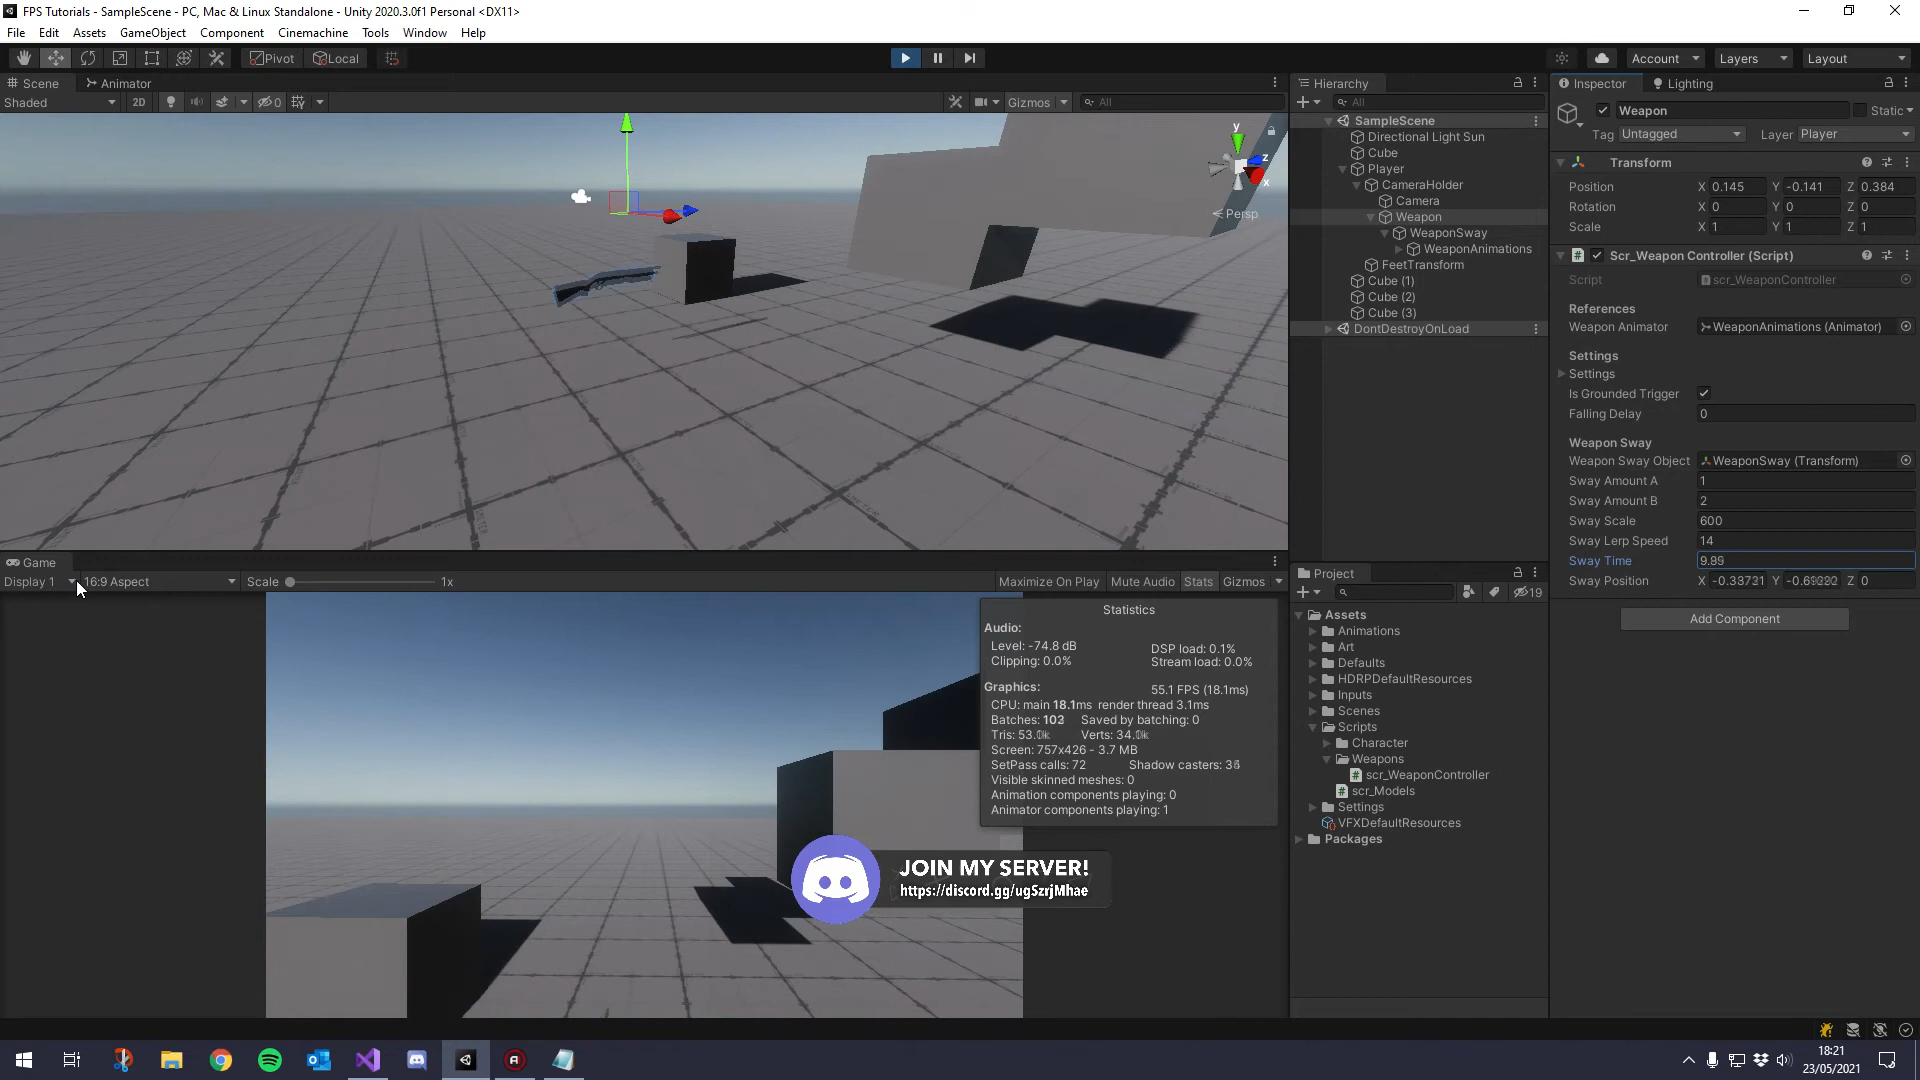 FPS Tutorials - SampleScene - PC, Mac & Linux Standalone - Unity 2020.3.0f1 Personal <DX11>
File Edit Assets GameObject Component Cinemachine Tools Window Help
Pivot Local Account Layers Layout
Scene Animator
Shaded 2D 0 Gizmos All
y z x
Persp
Hierarchy
All
SampleScene
Directional Light Sun
Cube
Player
CameraHolder
Camera
Weapon
WeaponSway
WeaponAnimations
FeetTransform
Cube (1)
Cube (2)
Cube (3)
DontDestroyOnLoad
Inspector Lighting
Weapon Static
Tag Untagged Layer Player
Transform
Position X 0.145 Y -0.141 Z 0.384
Rotation X 0 Y 0 Z 0
Scale X 1 Y 1 Z 1
Scr_Weapon Controller (Script)
Script scr_WeaponController
References
Weapon Animator WeaponAnimations (Animator)
Settings
Settings
Is Grounded Trigger
Falling Delay 0
Weapon Sway
Weapon Sway Object WeaponSway (Transform)
Sway Amount A 1
Sway Amount B 2
Sway Scale 600
Sway Lerp Speed 14
Sway Time
Sway Position X Y Z 0
Add Component
Game
Display 1 16:9 Aspect Scale 1x Maximize On Play Mute Audio Stats Gizmos
Statistics
Audio:
Level: -74.8 dB DSP load: 0.1%
Clipping: 0.0% Stream load: 0.0%
Graphics: 55.1 FPS (18.1ms)
CPU: main 18.1ms render thread 3.1ms
Batches: Saved by batching: 0
Tris: Verts:
Screen: 757x426 - 3.7 MB
SetPass calls: 72 Shadow casters:
Visible skinned meshes: 0
Animation components playing: 0
Animator components playing: 1
JOIN MY SERVER!
https://discord.gg/ugSzrjMhae
Project
19
Assets
Animations
Art
Defaults
HDRPDefaultResources
Inputs
Scenes
Scripts
Character
Weapons
scr_WeaponController
scr_Models
Settings
VFXDefaultResources
Packages
18:21
23/05/2021